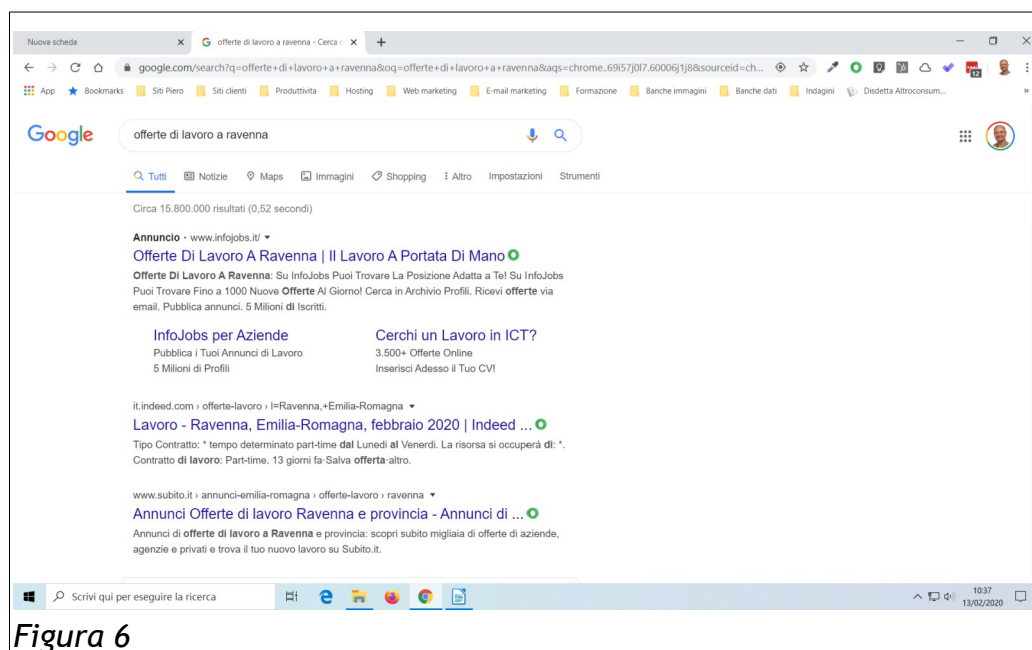 Nuova scheda
offerte di lavoro a ravenna - Cerca c
google.com/search?q=offerte+di+lavoro+a+ravenna&oq=offerte+di+lavoro+a+ravenna&aqs=chrome..69i57j0l7.60006j1j8&sourceid=ch...
12
App Bookmarks Siti Piero Siti clienti Produttivita Hosting Web marketing E-mail marketing Formazione Banche immagini Banche dati Indagini Disdetta Altroconsum... »
Google offerte di lavoro a ravenna
Tutti Notizie Maps Immagini Shopping Altro Impostazioni Strumenti
Circa 15.800.000 risultati (0,52 secondi)
Annuncio · www.infojobs.it/
Offerte Di Lavoro A Ravenna | Il Lavoro A Portata Di Mano
Offerte Di Lavoro A Ravenna: Su InfoJobs Puoi Trovare La Posizione Adatta a Te! Su InfoJobs
Puoi Trovare Fino a 1000 Nuove Offerte Al Giorno! Cerca in Archivio Profili. Ricevi offerte via
email. Pubblica annunci. 5 Milioni di Iscritti.
InfoJobs per Aziende Cerchi un Lavoro in ICT?
Pubblica i Tuoi Annunci di Lavoro 3.500+ Offerte Online
5 Milioni di Profili Inserisci Adesso il Tuo CV!
it.indeed.com › offerte-lavoro › l=Ravenna,+Emilia-Romagna
Lavoro - Ravenna, Emilia-Romagna, febbraio 2020 | Indeed ...
Tipo Contratto: * tempo determinato part-time dal Lunedi al Venerdi. La risorsa si occuperá di: *.
Contratto di lavoro: Part-time. 13 giorni fa·Salva offerta·altro.
www.subito.it › annunci-emilia-romagna › offerte-lavoro › ravenna
Annunci Offerte di lavoro Ravenna e provincia - Annunci di ...
Annunci di offerte di lavoro a Ravenna e provincia: scopri subito migliaia di offerte di aziende,
agenzie e privati e trova il tuo nuovo lavoro su Subito.it.
Scrivi qui per eseguire la ricerca
10:37
13/02/2020
Figura 6